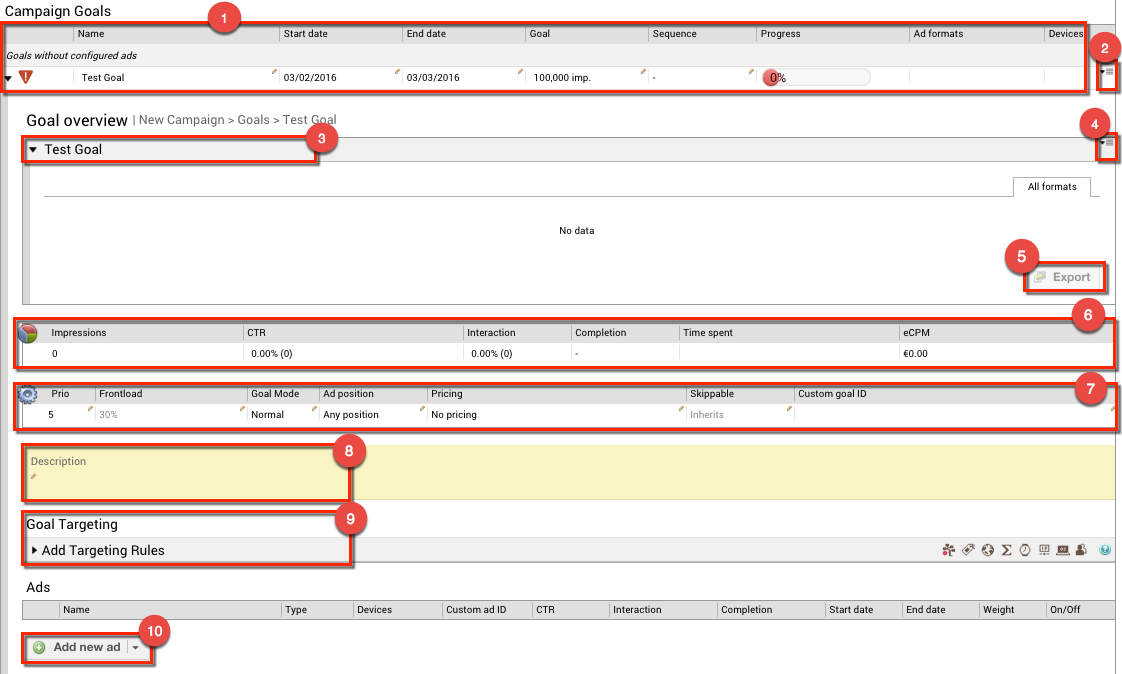 Campaign Goals
1
Name Start date End date Goal Sequence Progress Ad formats Devices
2
Goals without configured ads
Test Goal 03/02/2016 03/03/2016 100,000 imp. - 0%
Goal overview | New Campaign > Goals > Test Goal
3
4
Test Goal
All formats
No data
5
Export
6
Impressions CTR Interaction Completion Time spent eCPM
0 0.00% (0) 0.00% (0) - €0.00
7
Prio Frontload Goal Mode Ad position Pricing Skippable Custom goal ID
5 30% Normal Any position No pricing Inherits
8
Description
9
Goal Targeting
Add Targeting Rules
Ads
Name Type Devices Custom ad ID CTR Interaction Completion Start date End date Weight On/Off
10
Add new ad